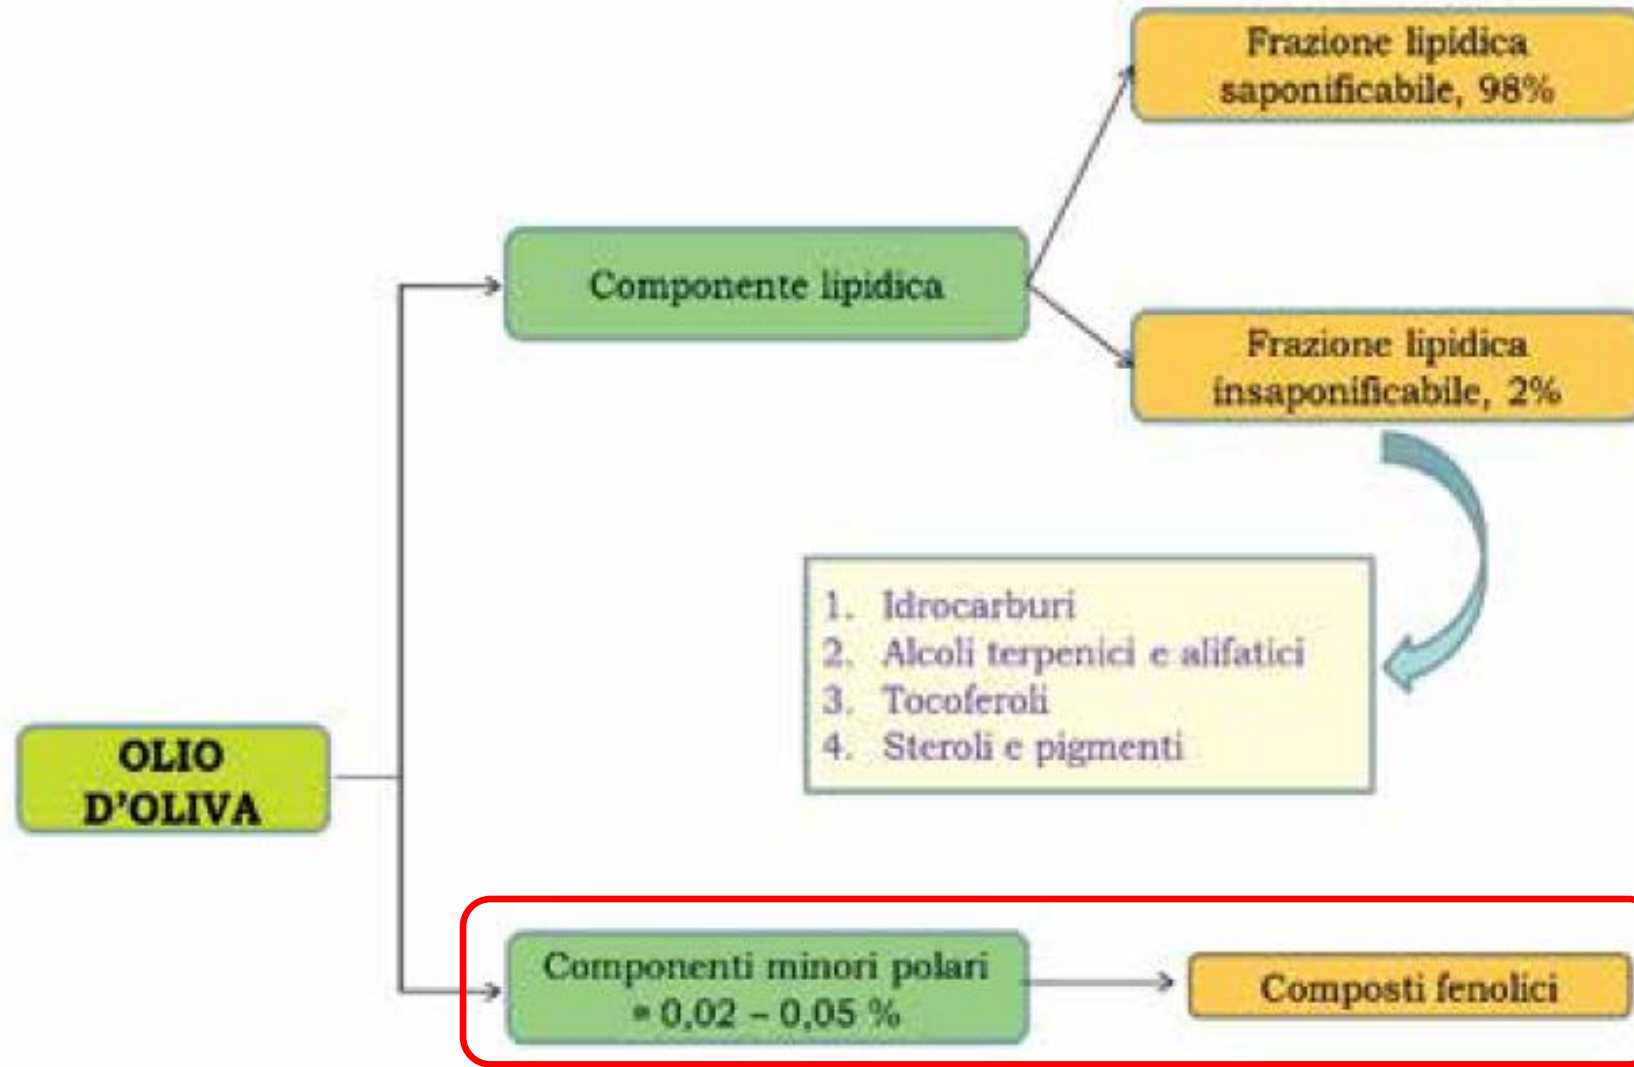 Frazione lipidica
saponificabile, 98%
Componente lipidica
Frazione lipidica
insaponificabile, 2%
1. Idrocarburi
2. Alcoli terpenici e alifatici
3. Tocoferoli
4. Steroli e pigmenti
OLIO
D'OLIVA
Componenti minori polari
≈ 0,02 – 0,05 %
Composti fenolici